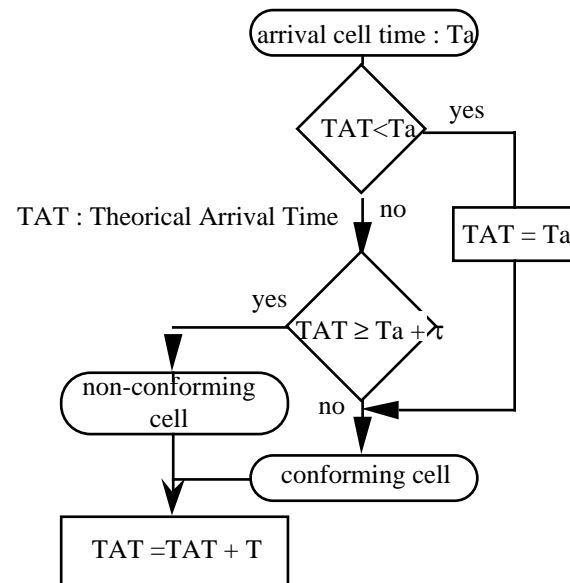 arrival cell time : Ta
TAT<Ta
yes
TAT : Theorical Arrival Time
no
TAT = Ta
yes
TAT ≥ Ta + τ
non-conforming
cell
no
conforming cell
TAT =TAT + T